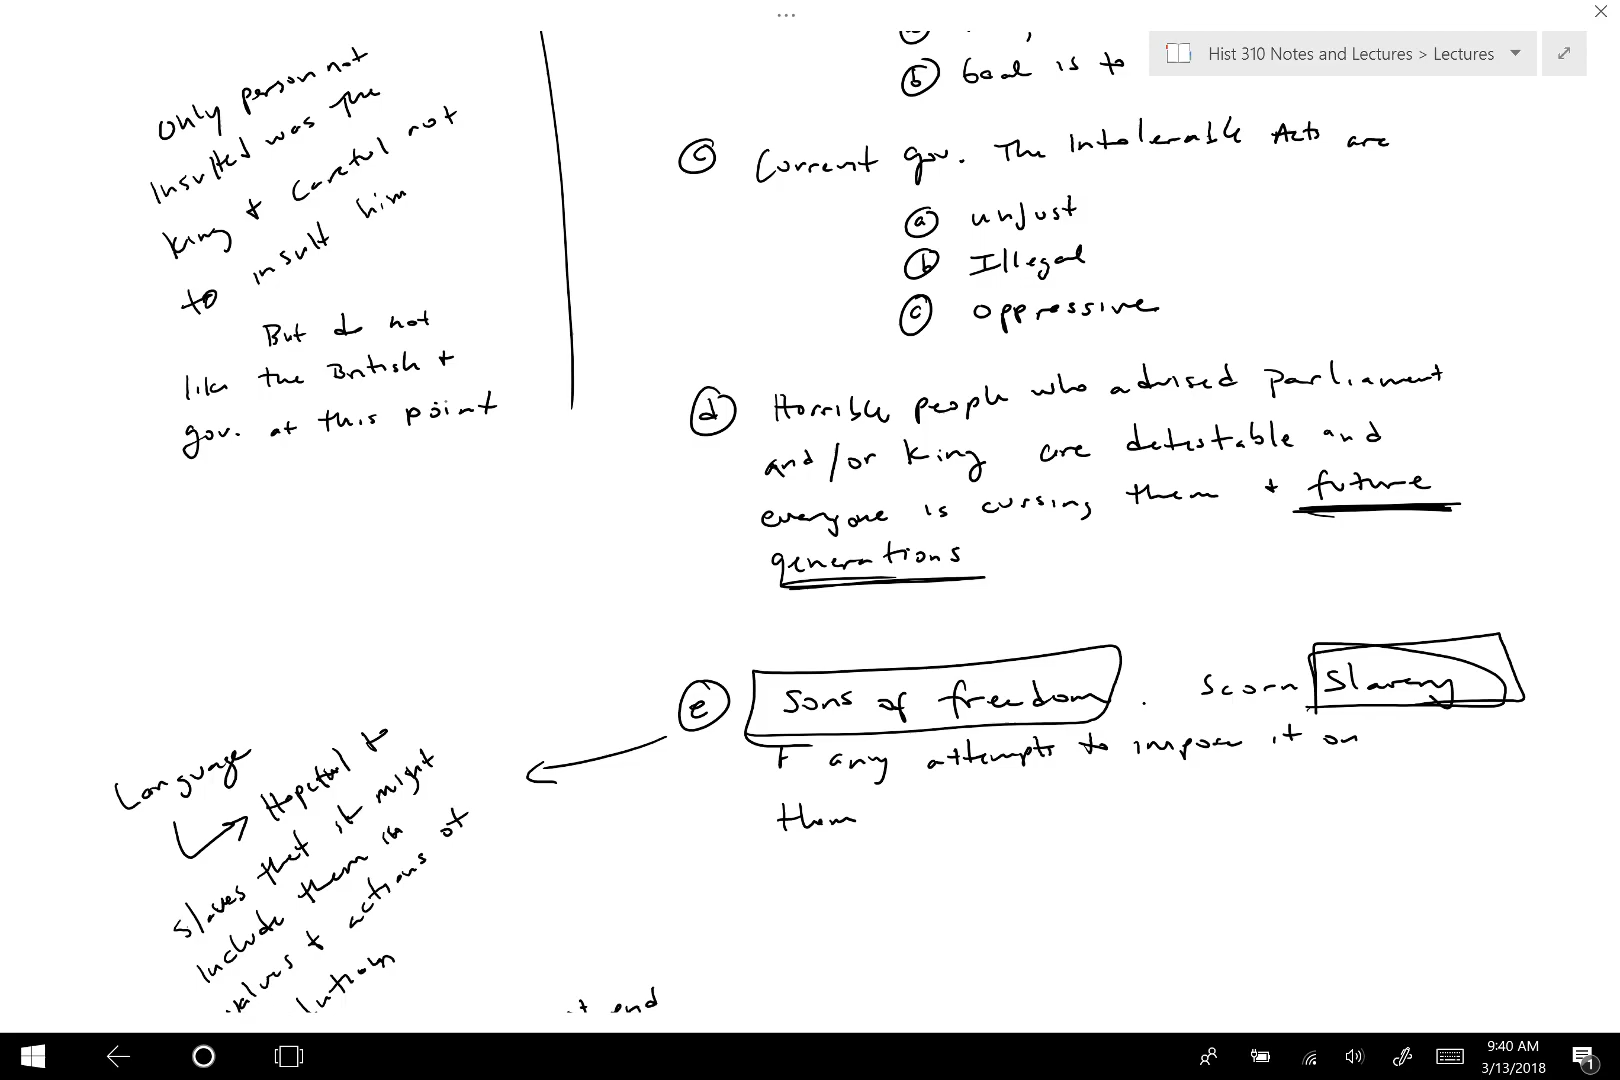 Hist 310 Notes and Lectures > Lectures
Only person not
Insulted was the
King + careful not
to insult him
But do not
like the British +
gov. at this point
(b) Goal is to
(c) Current gov. The Intolerable Acts are
(a) unjust
(b) Illegal
(c) oppressive
(d) Horrible people who advised parliament
and/or King are detestable and
everyone is cursing them + future
generations
(e) Sons of freedom. Scorn slavery
+ any attempts to impose it on
them
Language
Hopeful to
slaves that it might
include them in
values + actions of
end
9:40 AM
3/13/2018
1